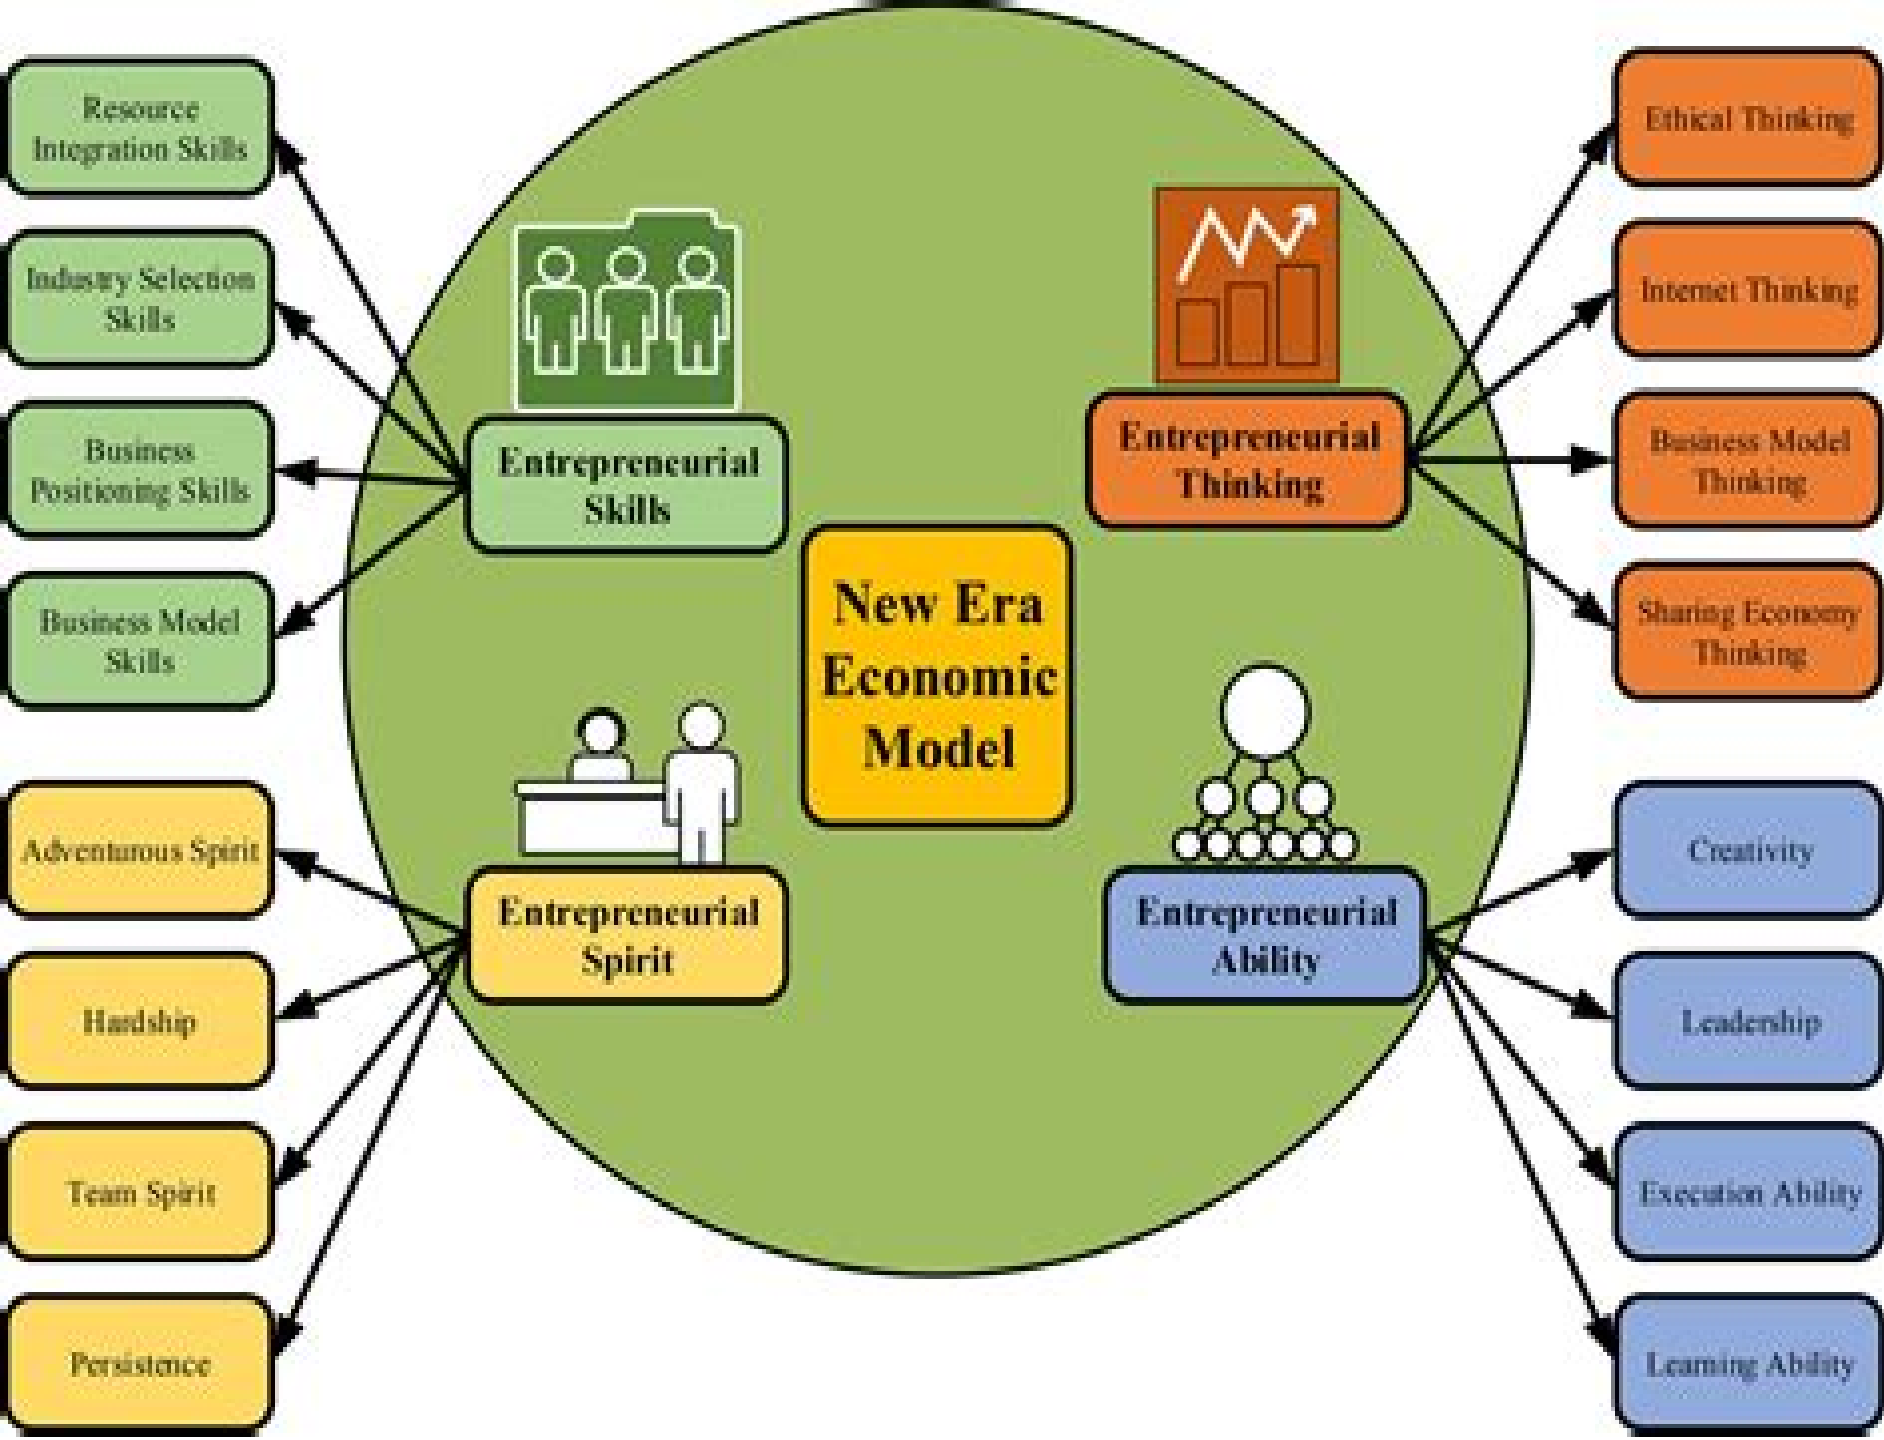 Resource
Integration Skills
Industry Selection
Skills
Business
Positioning Skills
Business Model
Skills
Entrepreneurial
Skills
Entrepreneurial
Thinking
Ethical Thinking
Internet Thinking
Business Model
Thinking
Sharing Economy
Thinking
New Era
Economic
Model
Adventurous Spirit
Hardship
Team Spirit
Persistence
Entrepreneurial
Spirit
Entrepreneurial
Ability
Creativity
Leadership
Execution Ability
Learning Ability